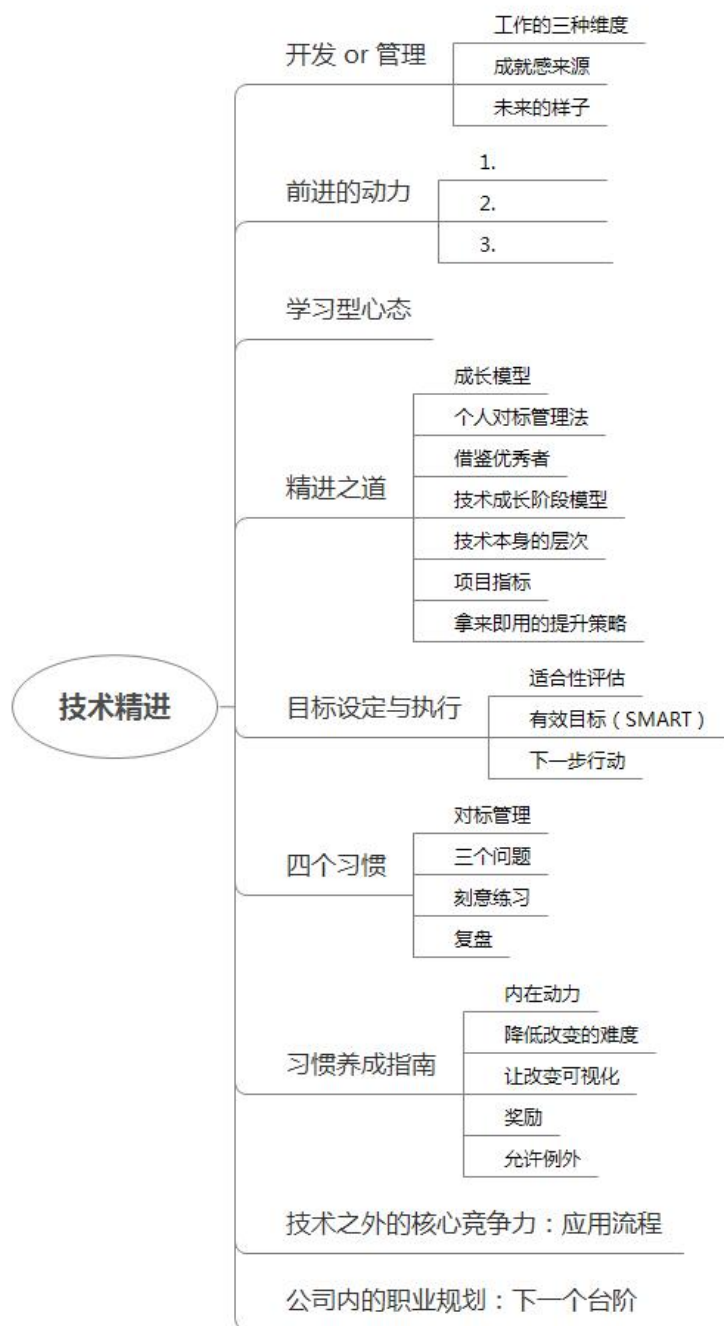 技术精进
开发 or 管理
工作的三种维度
成就感来源
未来的样子
前进的动力
1.
2.
3.
学习型心态
精进之道
成长模型
个人对标管理法
借鉴优秀者
技术成长阶段模型
技术本身的层次
项目指标
拿来即用的提升策略
目标设定与执行
适合性评估
有效目标（SMART）
下一步行动
四个习惯
对标管理
三个问题
刻意练习
复盘
习惯养成指南
内在动力
降低改变的难度
让改变可视化
奖励
允许例外
技术之外的核心竞争力：应用流程
公司内的职业规划：下一个台阶